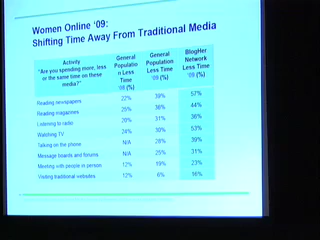 Women Online '09:
Shifting Time Away From Traditional Media
Activity
"Are you spending more, less
or the same time on these
media?"
General
Populatio
n Less
Time
'08 (%)
General
Population
Less Time
'09 (%)
BlogHer
Network
Less Time
'09 (%)
Reading newspapers 22% 39% 57%
Reading magazines 25% 36% 44%
Listening to radio 20% 31% 36%
Watching TV 24% 30% 53%
Talking on the phone N/A 28% 39%
Message boards and forums N/A 25% 31%
Meeting with people in person 12% 19% 23%
Visiting traditional websites 12% 6% 16%